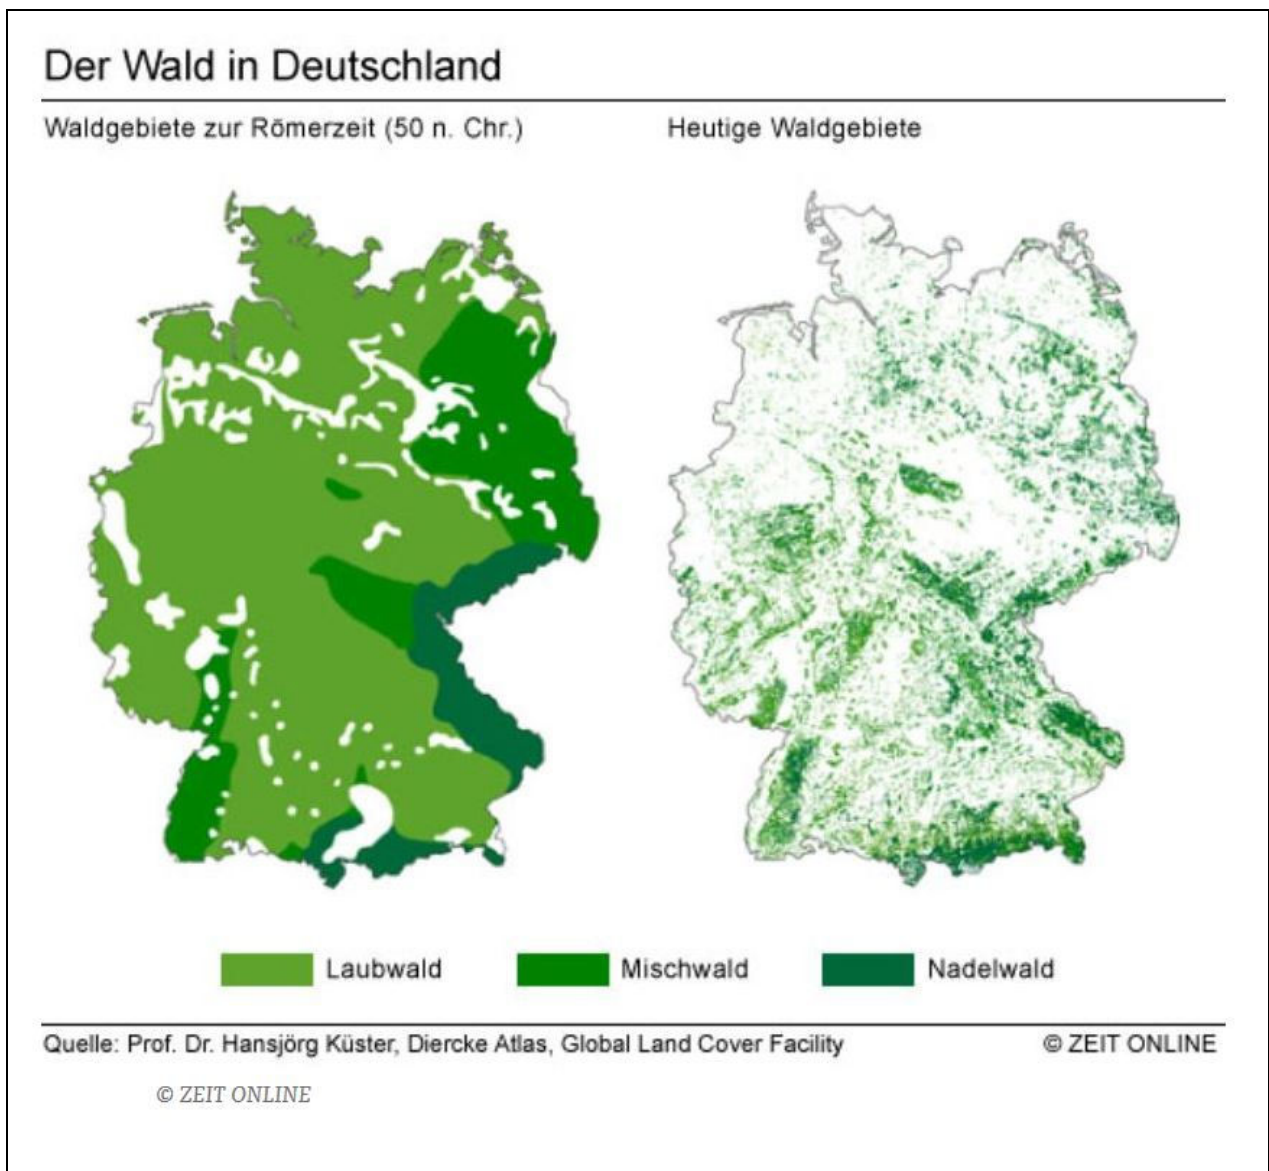 Der Wald in Deutschland
Waldgebiete zur Römerzeit (50 n. Chr.)
Heutige Waldgebiete
Laubwald
Mischwald
Nadelwald
Quelle: Prof. Dr. Hansjörg Küster, Diercke Atlas, Global Land Cover Facility
© ZEIT ONLINE
© ZEIT ONLINE